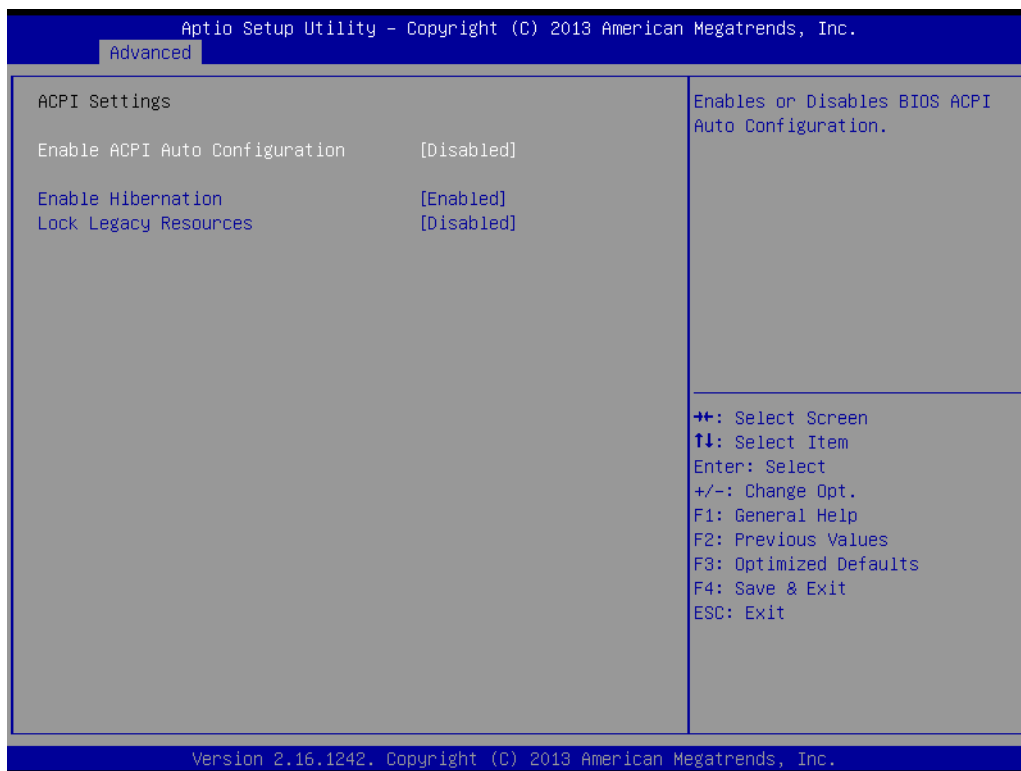 Aptio Setup Utility – Copyright (C) 2013 American Megatrends, Inc.
Advanced
ACPI Settings
Enable ACPI Auto Configuration [Disabled]
Enable Hibernation [Enabled]
Lock Legacy Resources [Disabled]
Enables or Disables BIOS ACPI
Auto Configuration.
→←: Select Screen
↑↓: Select Item
Enter: Select
+/-: Change Opt.
F1: General Help
F2: Previous Values
F3: Optimized Defaults
F4: Save & Exit
ESC: Exit
Version 2.16.1242. Copyright (C) 2013 American Megatrends, Inc.